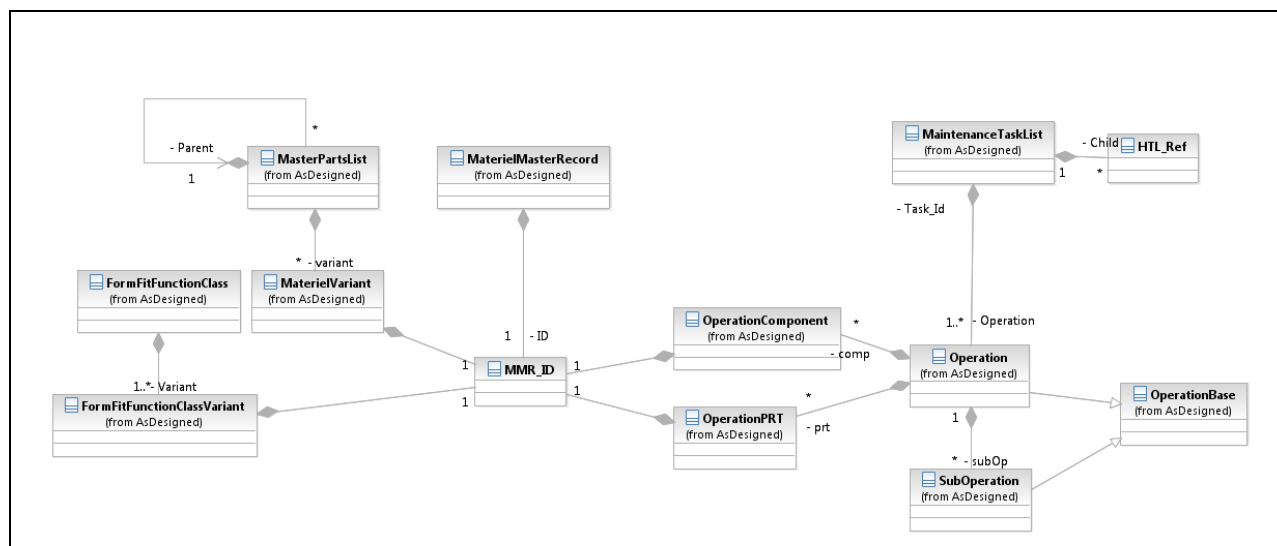 MaintenanceTaskList
(from AsDesigned)
- Child
HTL_Ref
1
*
*
- Parent
1
MasterPartsList
(from AsDesigned)
MaterielMasterRecord
(from AsDesigned)
- Task_Id
* - variant
FormFitFunctionClass
(from AsDesigned)
MaterielVariant
(from AsDesigned)
1 - ID
OperationComponent
(from AsDesigned)
*
- comp
1..* - Operation
Operation
(from AsDesigned)
1
MMR_ID
1
1
1
1..*- Variant
FormFitFunctionClassVariant
(from AsDesigned)
OperationPRT
(from AsDesigned)
*
- prt
1
OperationBase
(from AsDesigned)
* - subOp
SubOperation
(from AsDesigned)